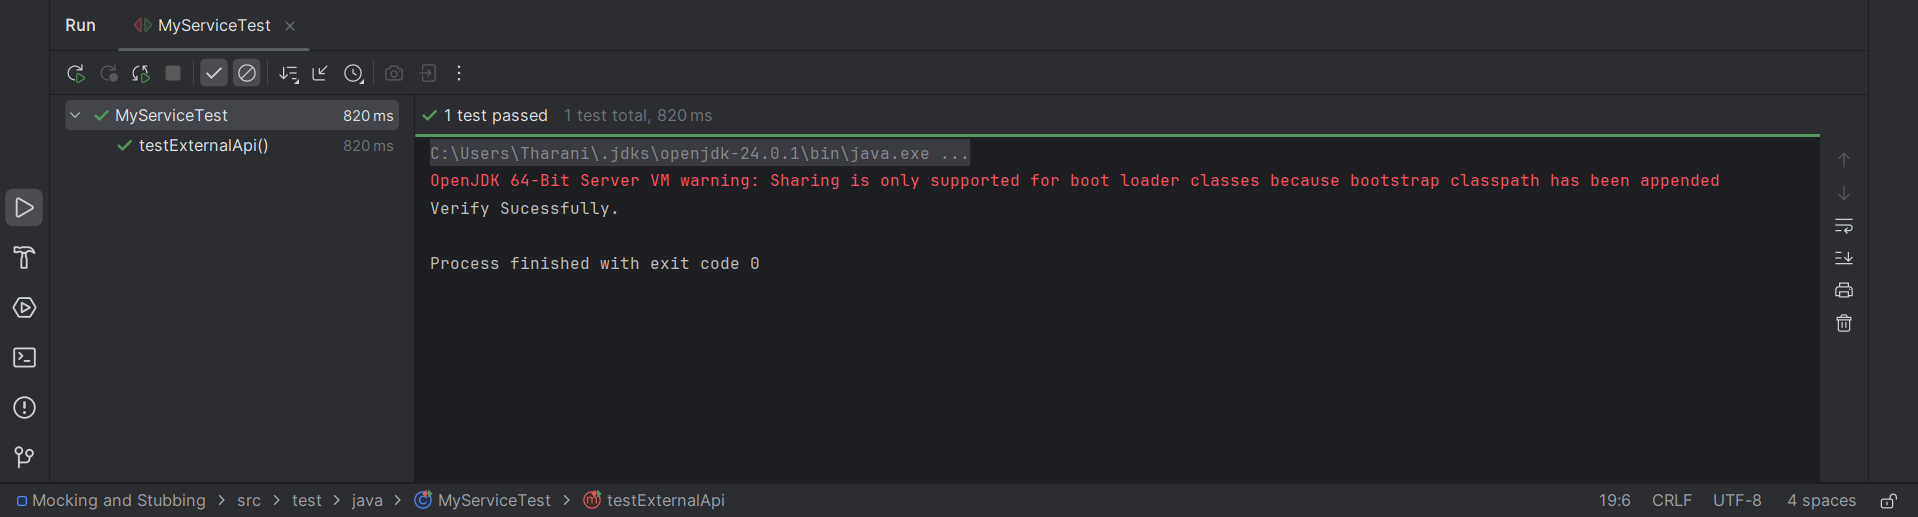 Run MyServiceTest
MyServiceTest 820 ms
testExternalApi() 820 ms
1 test passed 1 test total, 820 ms
C:\Users\Tharani\.jdks\openjdk-24.0.1\bin\java.exe ...
OpenJDK 64-Bit Server VM warning: Sharing is only supported for boot loader classes because bootstrap classpath has been appended
Verify Sucessfully.
Process finished with exit code 0
Mocking and Stubbing > src > test > java > MyServiceTest > testExternalApi 19:6 CRLF UTF-8 4 spaces